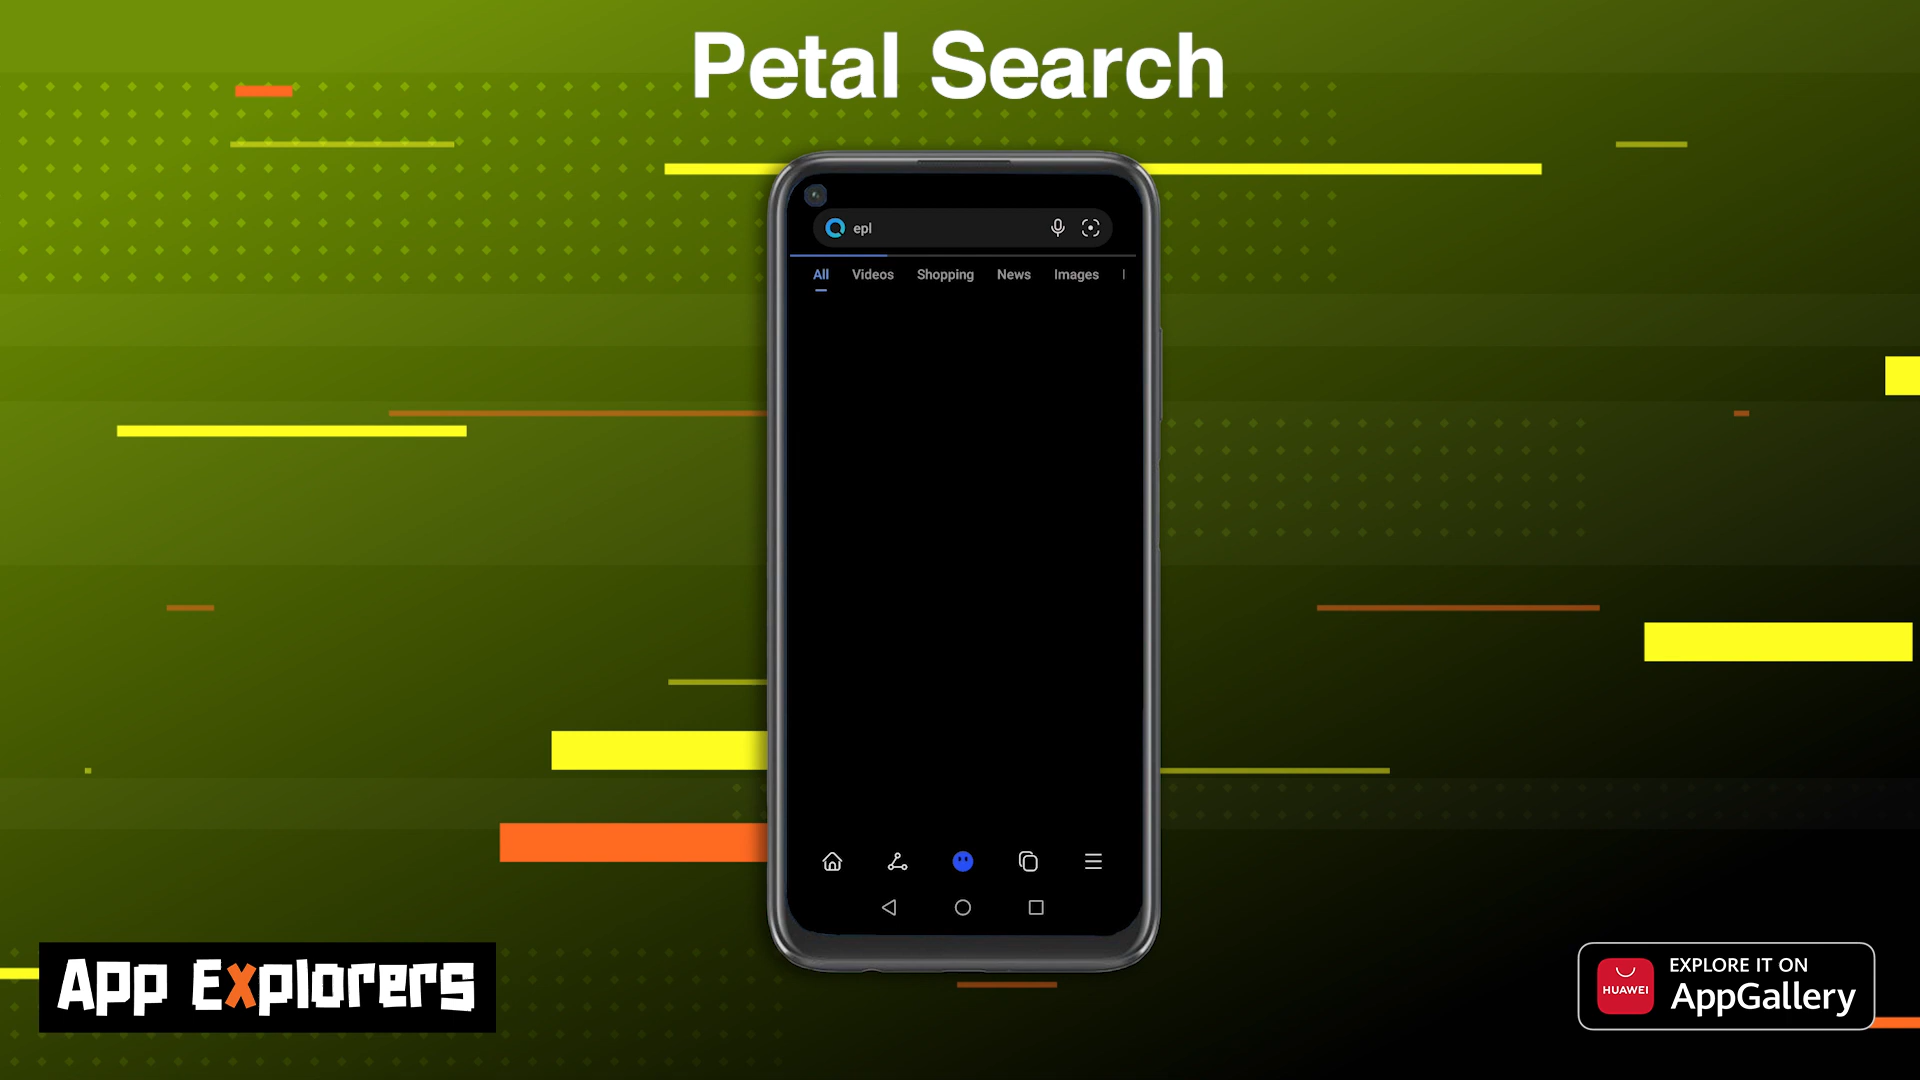 Petal Search
epl
All Videos Shopping News Images
App Explorers
EXPLORE IT ON
HUAWEI
AppGallery